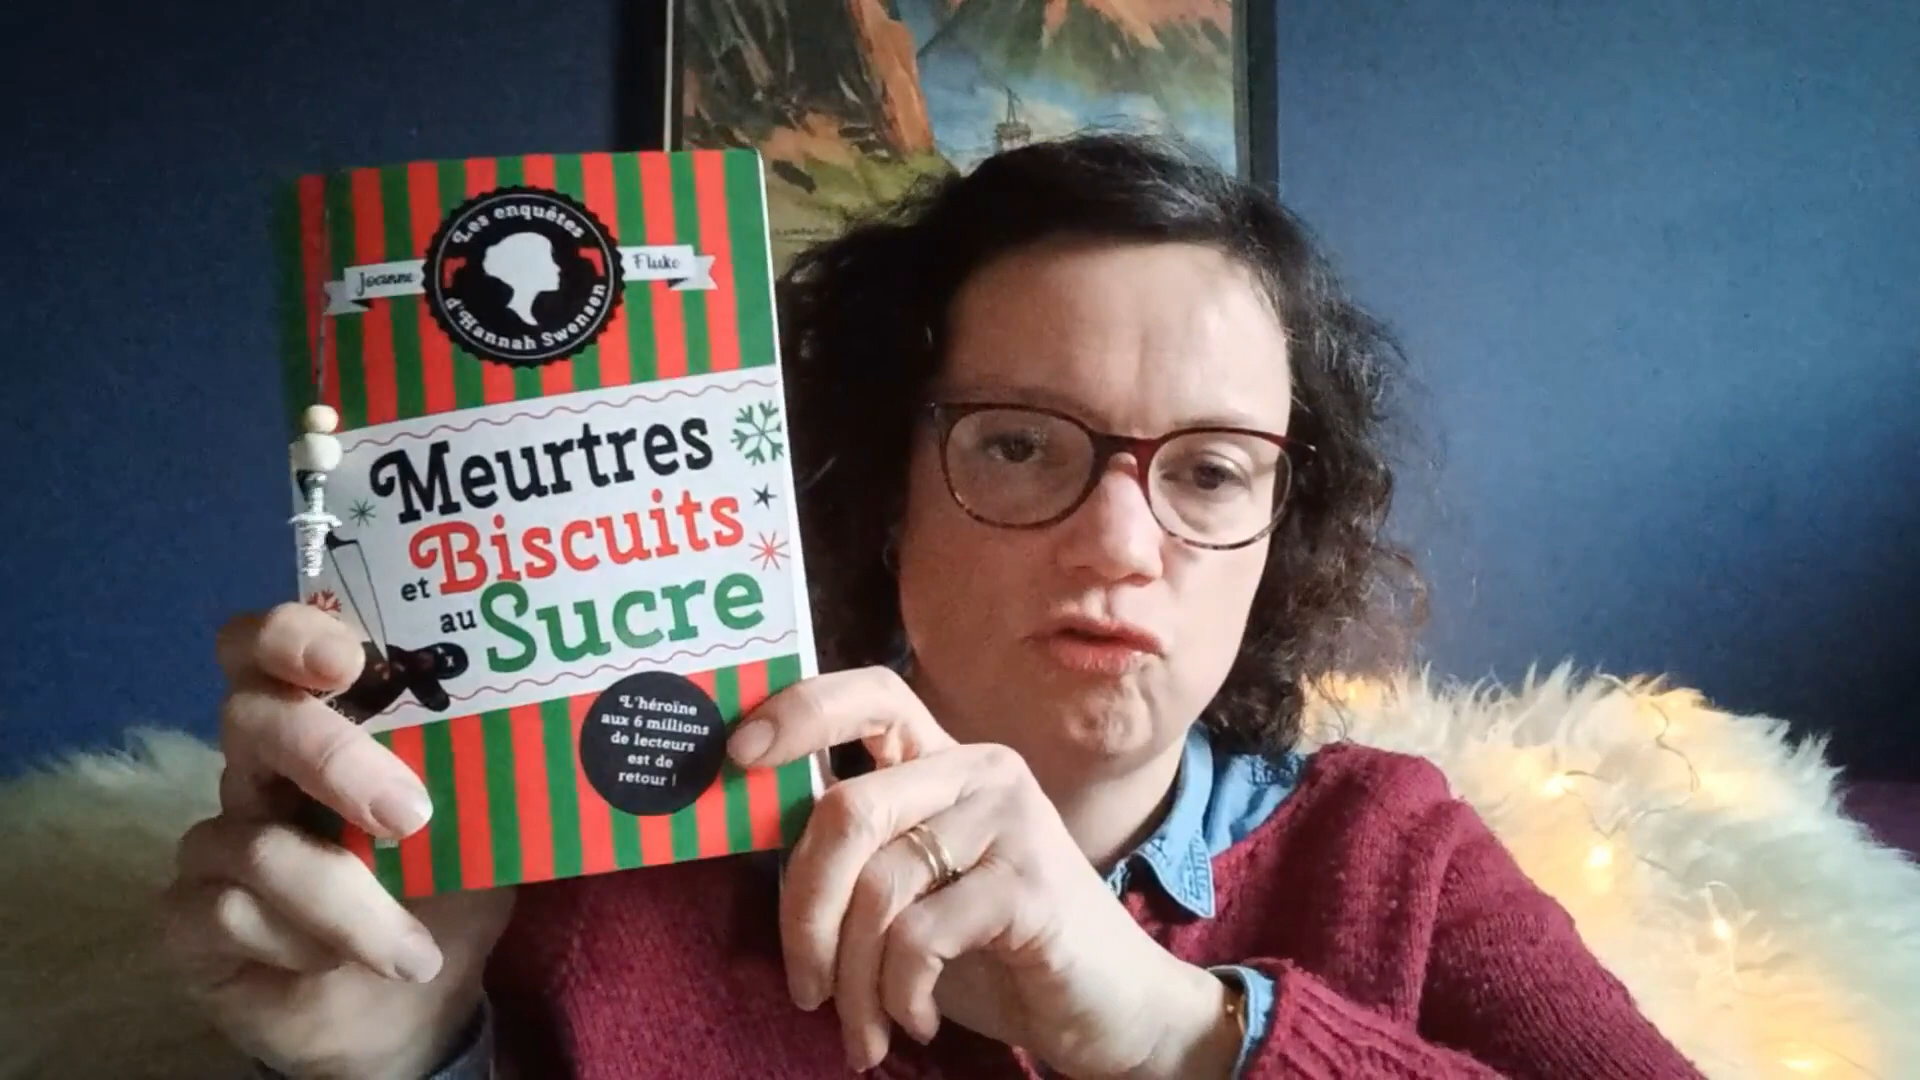 Les enquêtes
Joanne Fluke
d'Hannah Swensen
Meurtres
et Biscuits
au Sucre
L'héroïne
aux 6 millions
de lecteurs
est de
retour !